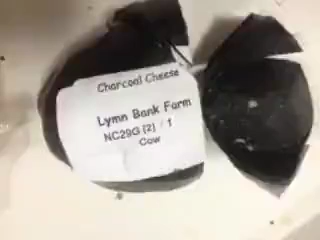 Charcoal Cheese
Lymn Bank Farm
NC29G (2) / 1
Cow